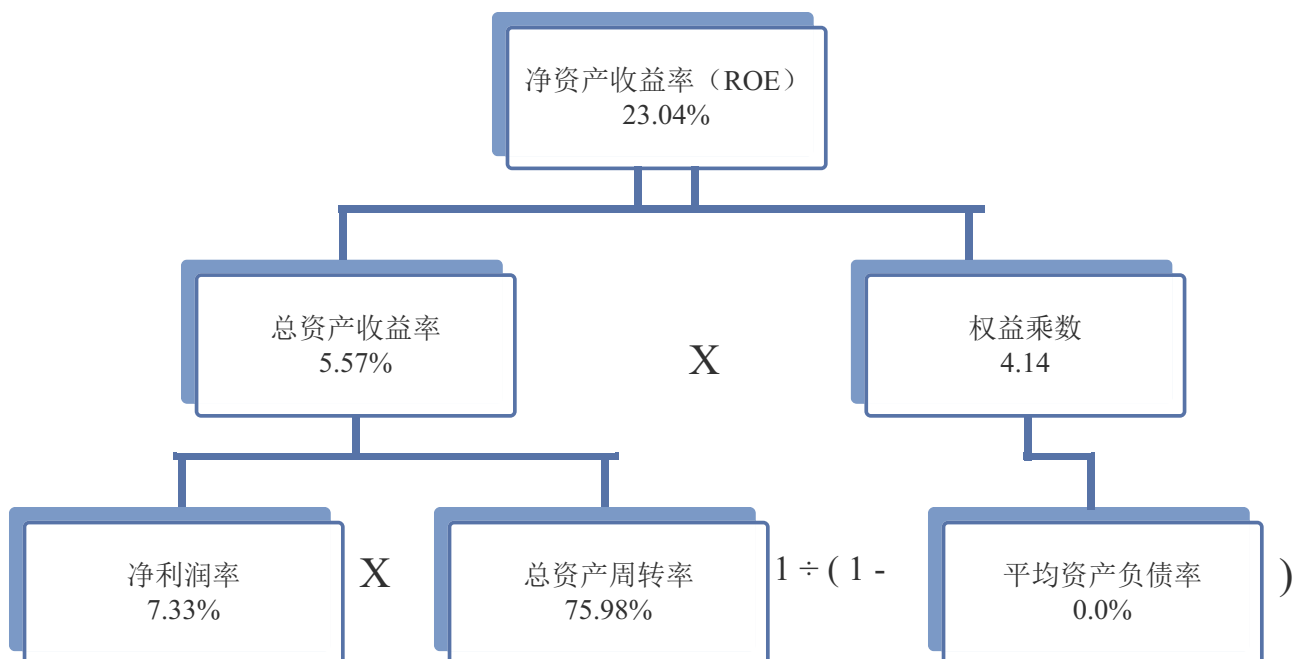 净资产收益率（ROE）
23.04%
总资产收益率
5.57%
X
权益乘数
4.14
净利润率
7.33%
X
总资产周转率
75.98%
1 ÷ ( 1 -
平均资产负债率
0.0%
)